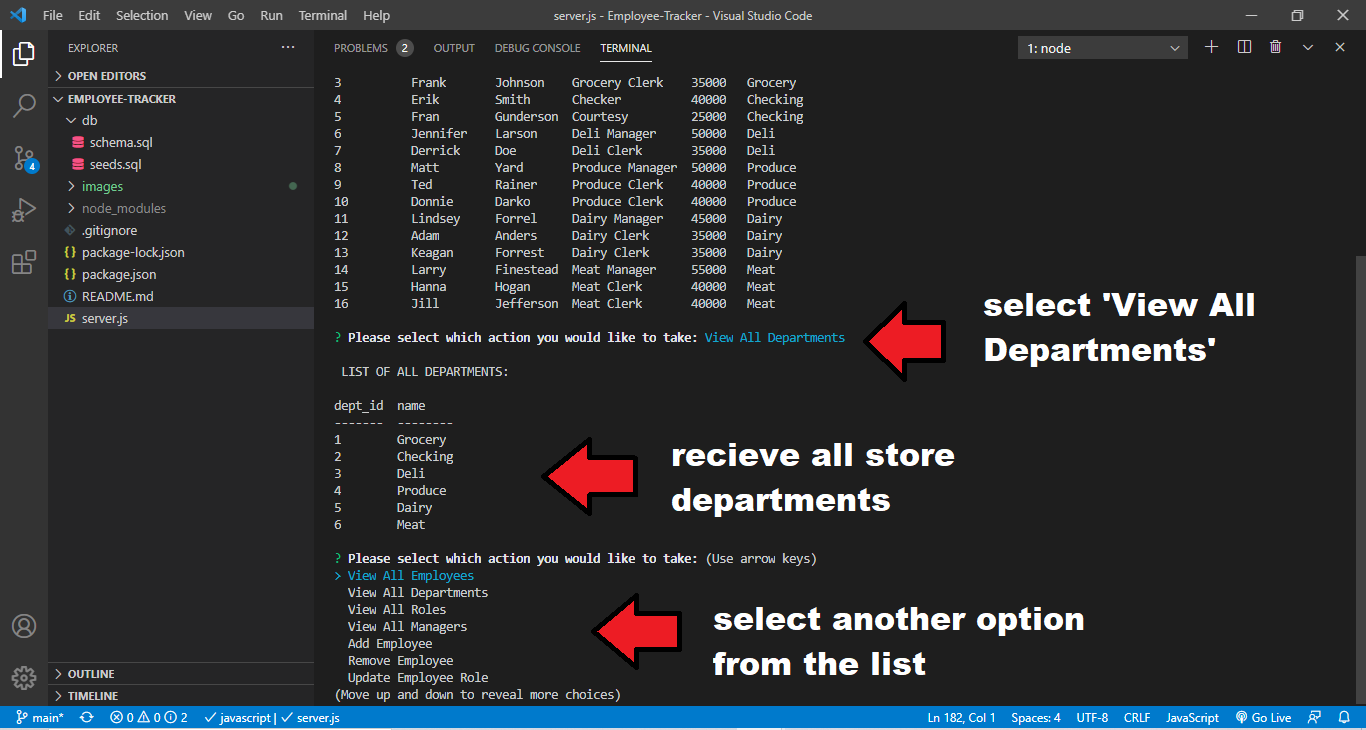 File Edit Selection View Go Run Terminal Help server.js - Employee-Tracker - Visual Studio Code
EXPLORER
OPEN EDITORS
EMPLOYEE-TRACKER
db
schema.sql
seeds.sql
images
node_modules
.gitignore
{} package-lock.json
{} package.json
README.md
JS server.js
OUTLINE
TIMELINE
4
PROBLEMS 2 OUTPUT DEBUG CONSOLE TERMINAL 1: node
3 Frank Johnson Grocery Clerk 35000 Grocery
4 Erik Smith Checker 40000 Checking
5 Fran Gunderson Courtesy 25000 Checking
6 Jennifer Larson Deli Manager 50000 Deli
7 Derrick Doe Deli Clerk 35000 Deli
8 Matt Yard Produce Manager 50000 Produce
9 Ted Rainer Produce Clerk 40000 Produce
10 Donnie Darko Produce Clerk 40000 Produce
11 Lindsey Forrel Dairy Manager 45000 Dairy
12 Adam Anders Dairy Clerk 35000 Dairy
13 Keagan Forrest Dairy Clerk 35000 Dairy
14 Larry Finestead Meat Manager 55000 Meat
15 Hanna Hogan Meat Clerk 40000 Meat
16 Jill Jefferson Meat Clerk 40000 Meat
? Please select which action you would like to take: View All Departments
select 'View All
Departments'
LIST OF ALL DEPARTMENTS:
dept_id name
------- --------
1 Grocery
2 Checking
3 Deli
4 Produce
5 Dairy
6 Meat
recieve all store
departments
? Please select which action you would like to take: (Use arrow keys)
> View All Employees
View All Departments
View All Roles
View All Managers
Add Employee
Remove Employee
Update Employee Role
(Move up and down to reveal more choices)
select another option
from the list
main* 0 0 2 javascript | server.js Ln 182, Col 1 Spaces: 4 UTF-8 CRLF JavaScript Go Live